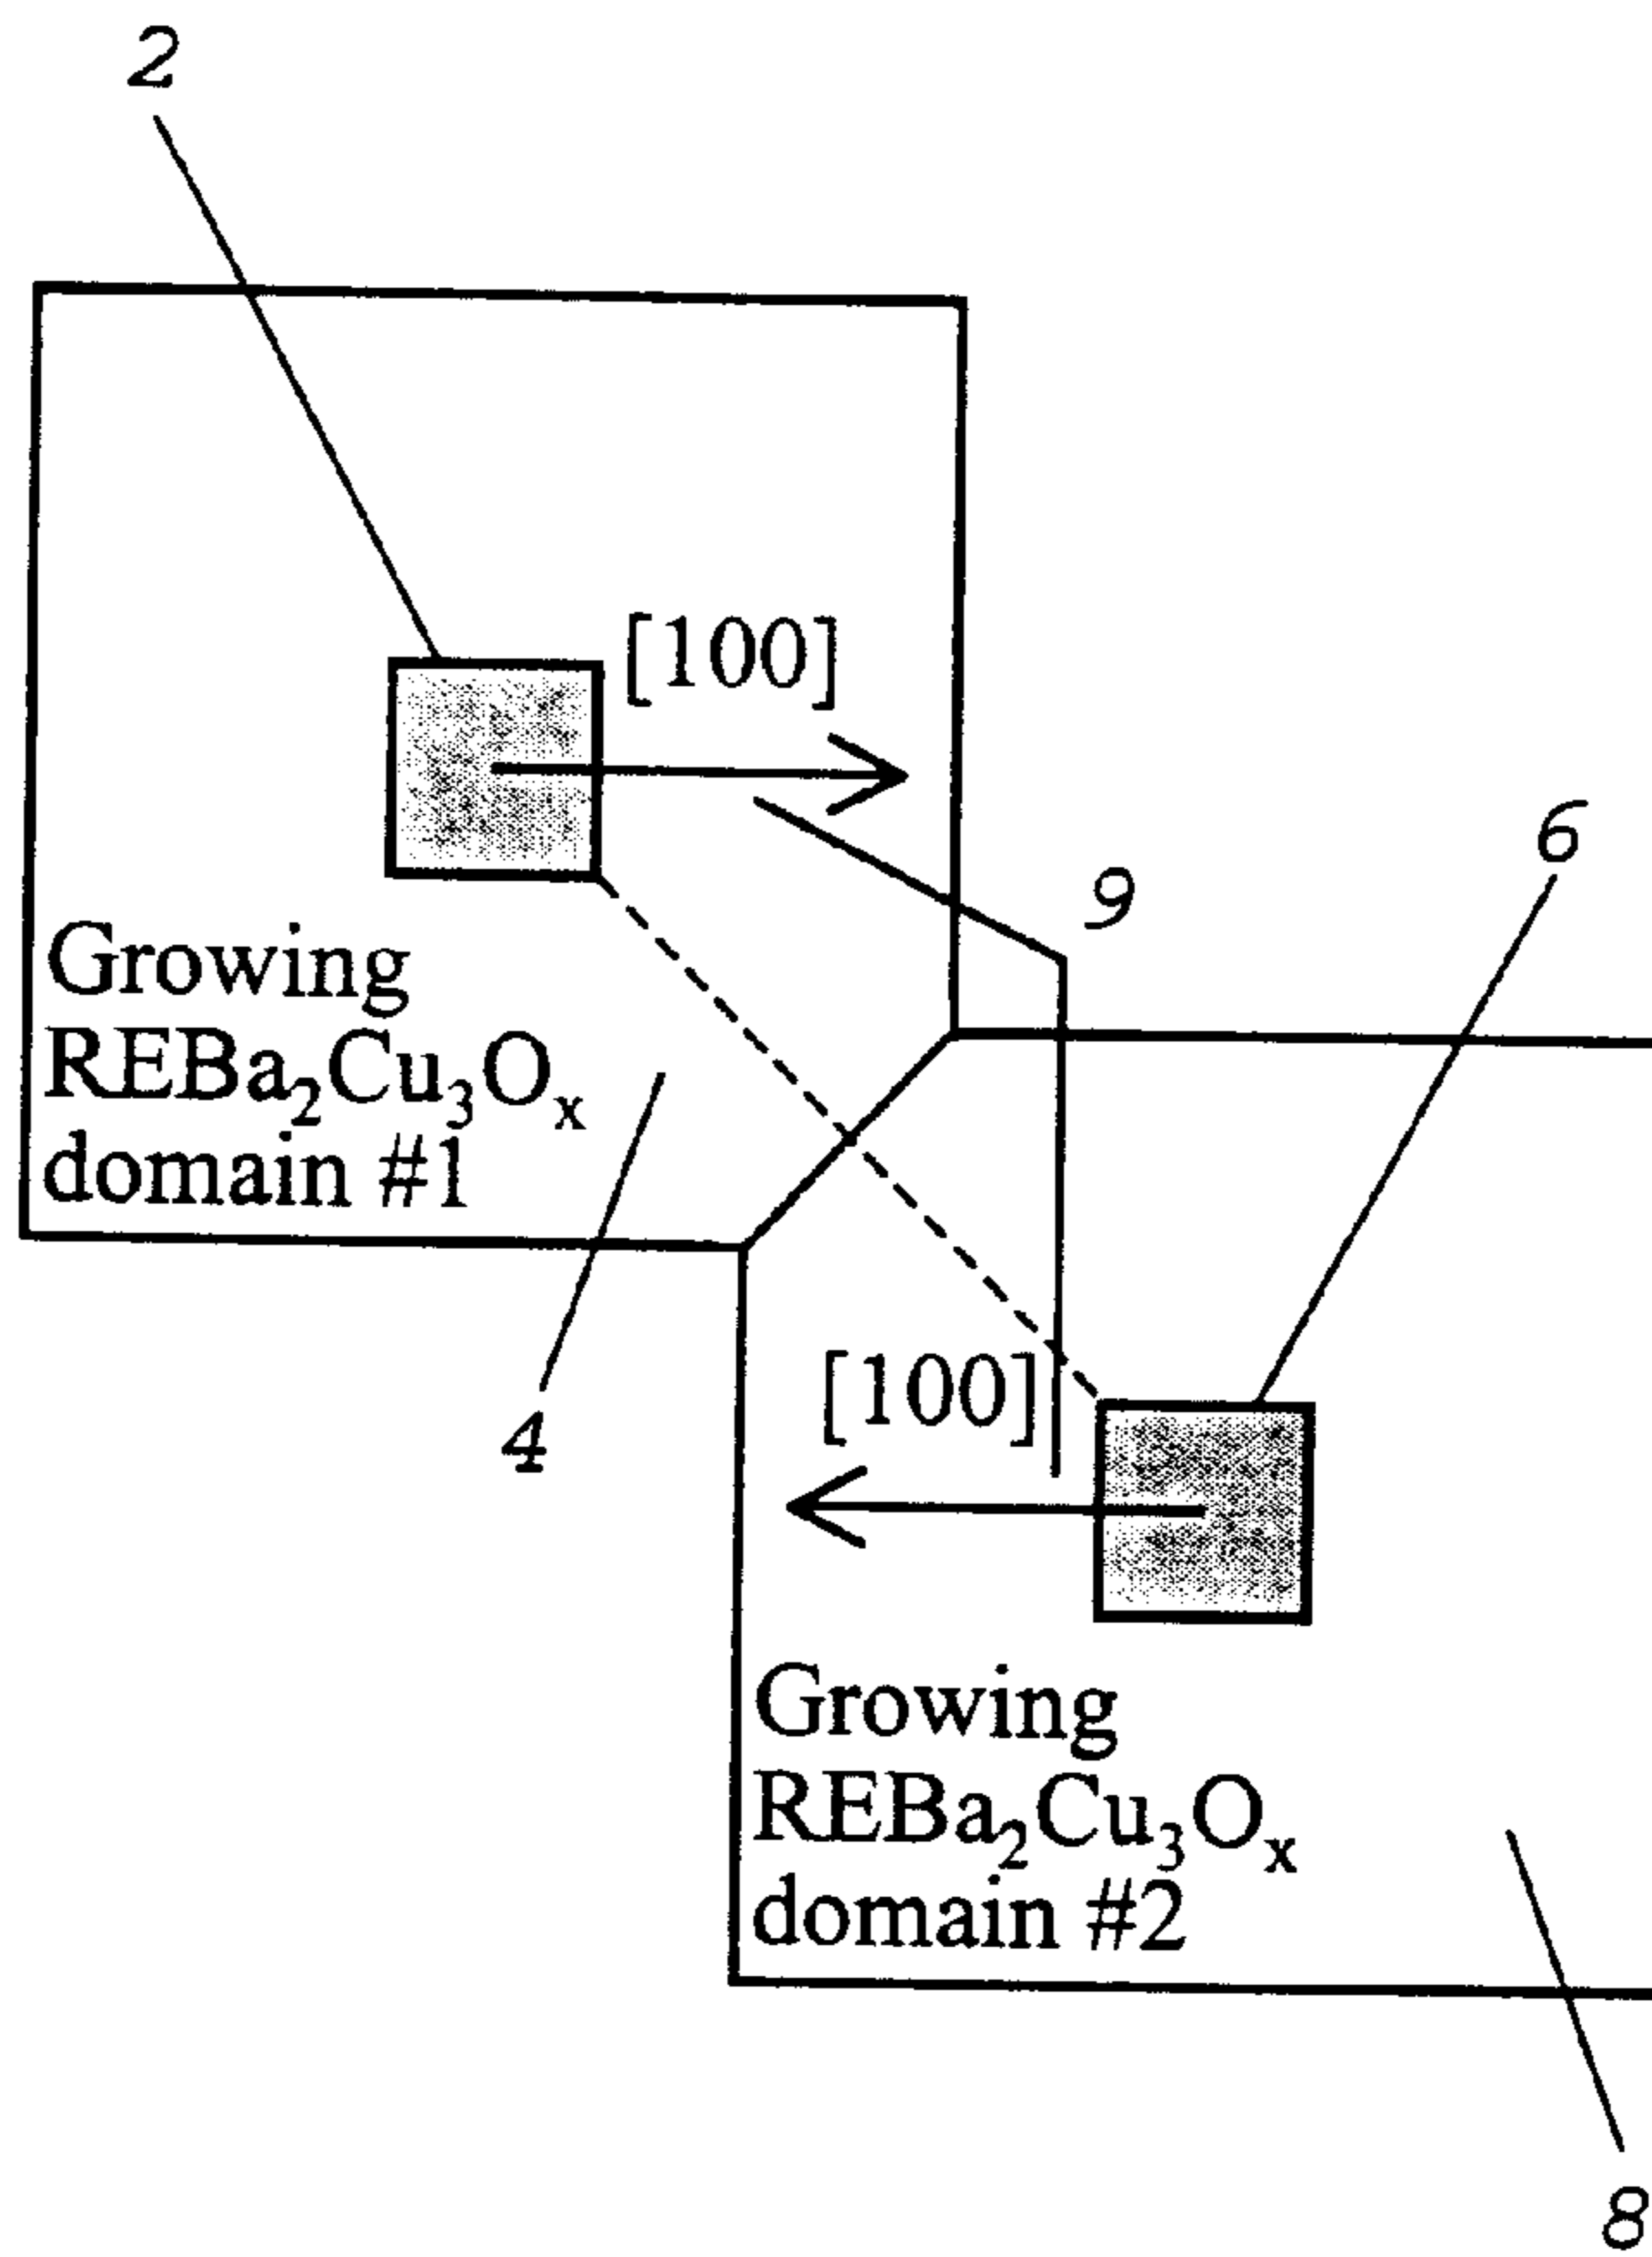 2
[100]
6
9
Growing
REBa₂Cu₃Oₓ
domain #1
4
[100]
Growing
REBa₂Cu₃Oₓ
domain #2
8